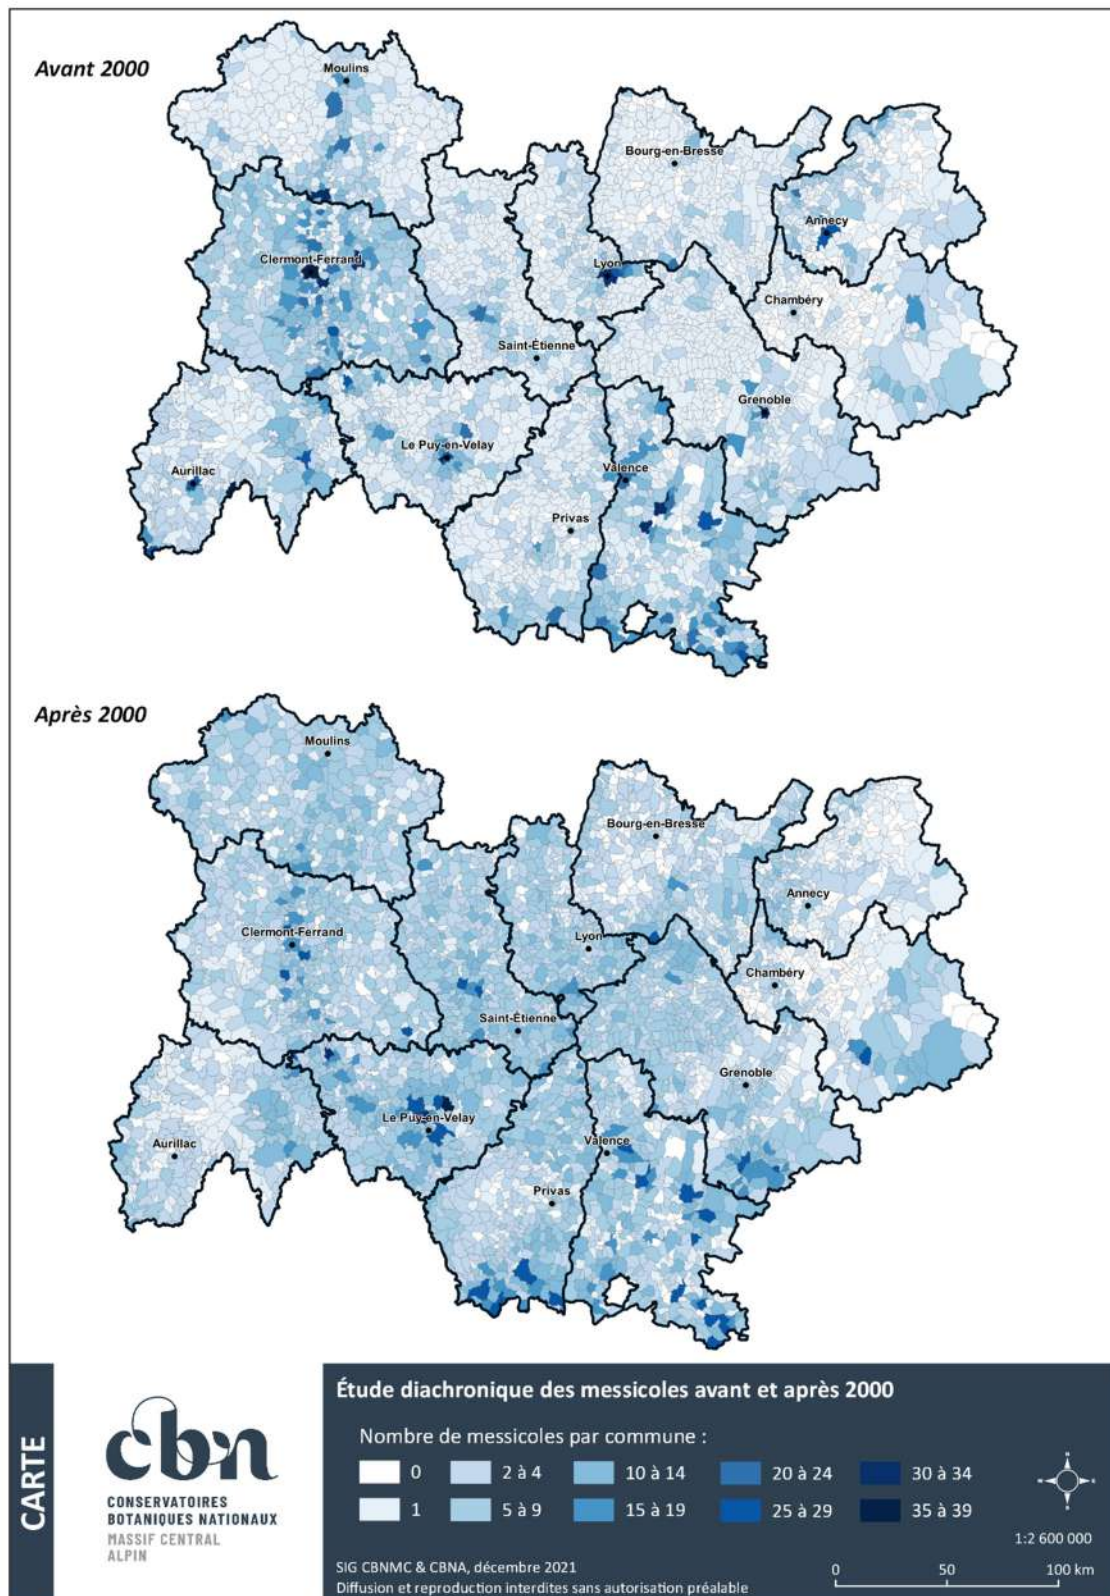 Avant 2000
Moulins
Bourg-en-Bresse
Annecy
Clermont-Ferrand
Lyon
Chambéry
Saint-Étienne
Grenoble
Le Puy-en-Velay
Aurillac
Valence
Privas
Après 2000
Moulins
Bourg-en-Bresse
Annecy
Clermont-Ferrand
Lyon
Chambéry
Saint-Étienne
Grenoble
Le Puy-en-Velay
Aurillac
Valence
Privas
CARTE
cbn
CONSERVATOIRES
BOTANIQUES NATIONAUX
MASSIF CENTRAL
ALPIN
Étude diachronique des messicoles avant et après 2000
Nombre de messicoles par commune :
0 2 à 4 10 à 14 20 à 24 30 à 34
1 5 à 9 15 à 19 25 à 29 35 à 39
1:2 600 000
SIG CBNMC & CBNA, décembre 2021
Diffusion et reproduction interdites sans autorisation préalable
0 50 100 km